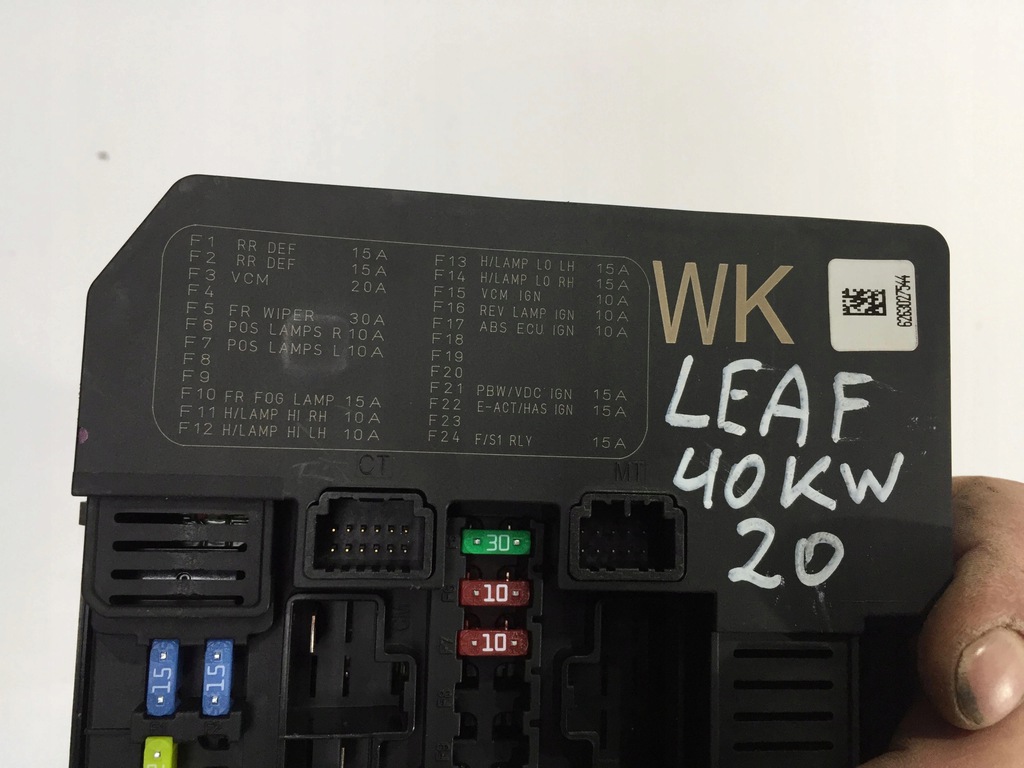 F1 RR DEF 15A
F2 RR DEF 15A
F3 VCM 20A
F4
F5 FR WIPER 30A
F6 POS LAMPS R 10A
F7 POS LAMPS L 10A
F8
F9
F10 FR FOG LAMP 15A
F11 H/LAMP HI RH 10A
F12 H/LAMP HI LH 10A
F13 H/LAMP LO LH 15A
F14 H/LAMP LO RH 15A
F15 VCM IGN 10A
F16 REV LAMP IGN 10A
F17 ABS ECU IGN 10A
F18
F19
F20
F21 PBW/VDC IGN 15A
F22 E-ACT/HAS IGN 15A
F23
F24 F/S1 RLY 15A
WK
6263027544
LEAF
40KW
20
CT
MT
30
10
10
15
15